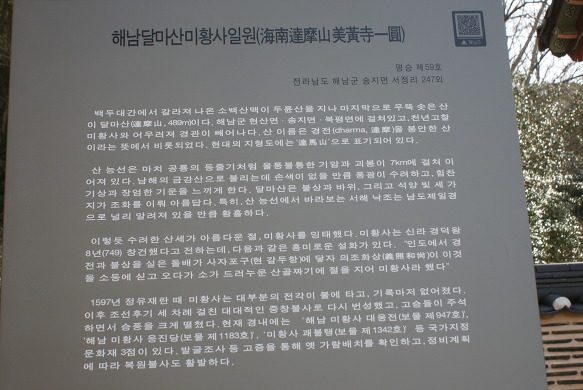 해남달마산미황사일원(海南達摩山美黃寺一圓)
명승 제59호
전라남도 해남군 송지면 서정리 247외
백두대간에서 갈라져 나온 소백산맥이 두륜산을 지나 마지막으로 우뚝 솟은 산
이 달마산(達摩山, 489m)이다. 해남군 현산면 · 송지면 · 북평면에 걸쳐있고,천년고찰
미황사와 어우러져 경관이 빼어나다. 산 이름은 경전(dharma, 達摩)을 봉안한 산
이라는 뜻에서 비롯되었다. 현대의 지형도에는 '達馬山'으로 표기되어 있다.
산 능선은 마치 공룡의 등줄기처럼 울퉁불퉁한 기암과 괴봉이 7km에 걸쳐 이
어져 있다. 남해의 금강산으로 불리는데 손색이 없을 만큼 풍광이 수려하고, 힘찬
기상과 장엄한 기운을 느끼게 한다. 달마산은 불상과 바위, 그리고 석양 빛 세 가
지가 조화를 이뤄 아름답다. 특히, 산 능선에서 바라보는 서해 낙조는 남도제일경
으로 널리 알려져 있을 만큼 황홀하다.
이렇듯 수려한 산세가 아름다운 절, 미황사를 잉태했다. 미황사는 신라 경덕왕
8년(749) 창건했다고 전하는데, 다음과 같은 흥미로운 설화가 있다. "인도에서 경
전과 불상을 실은 돌배가 사자포구(현 갈두항)에 닿자 의조화상(義照和尙)이 이것
을 소등에 싣고 오다가 소가 드러누운 산골짜기에 절을 지어 미황사라 했다"
1597년 정유재란 때 미황사는 대부분의 전각이 불에 타고, 기록마저 없어졌다.
이후 조선후기 세 차례 걸친 대대적인 중창불사로 다시 번성했고, 고승들이 주석
하면서 승풍을 크게 떨쳤다. 현재 경내에는 '해남 미황사 대웅전(보물 제947호)',
'해남 미황사 응진당(보물 제1183호)', '미황사 괘불탱(보물 제1342호)' 등 국가지정
문화재 3점이 있다. 발굴조사 등 고증을 통해 옛 가람배치를 확인하고, 정비계획
에 따라 복원불사도 활발하다.